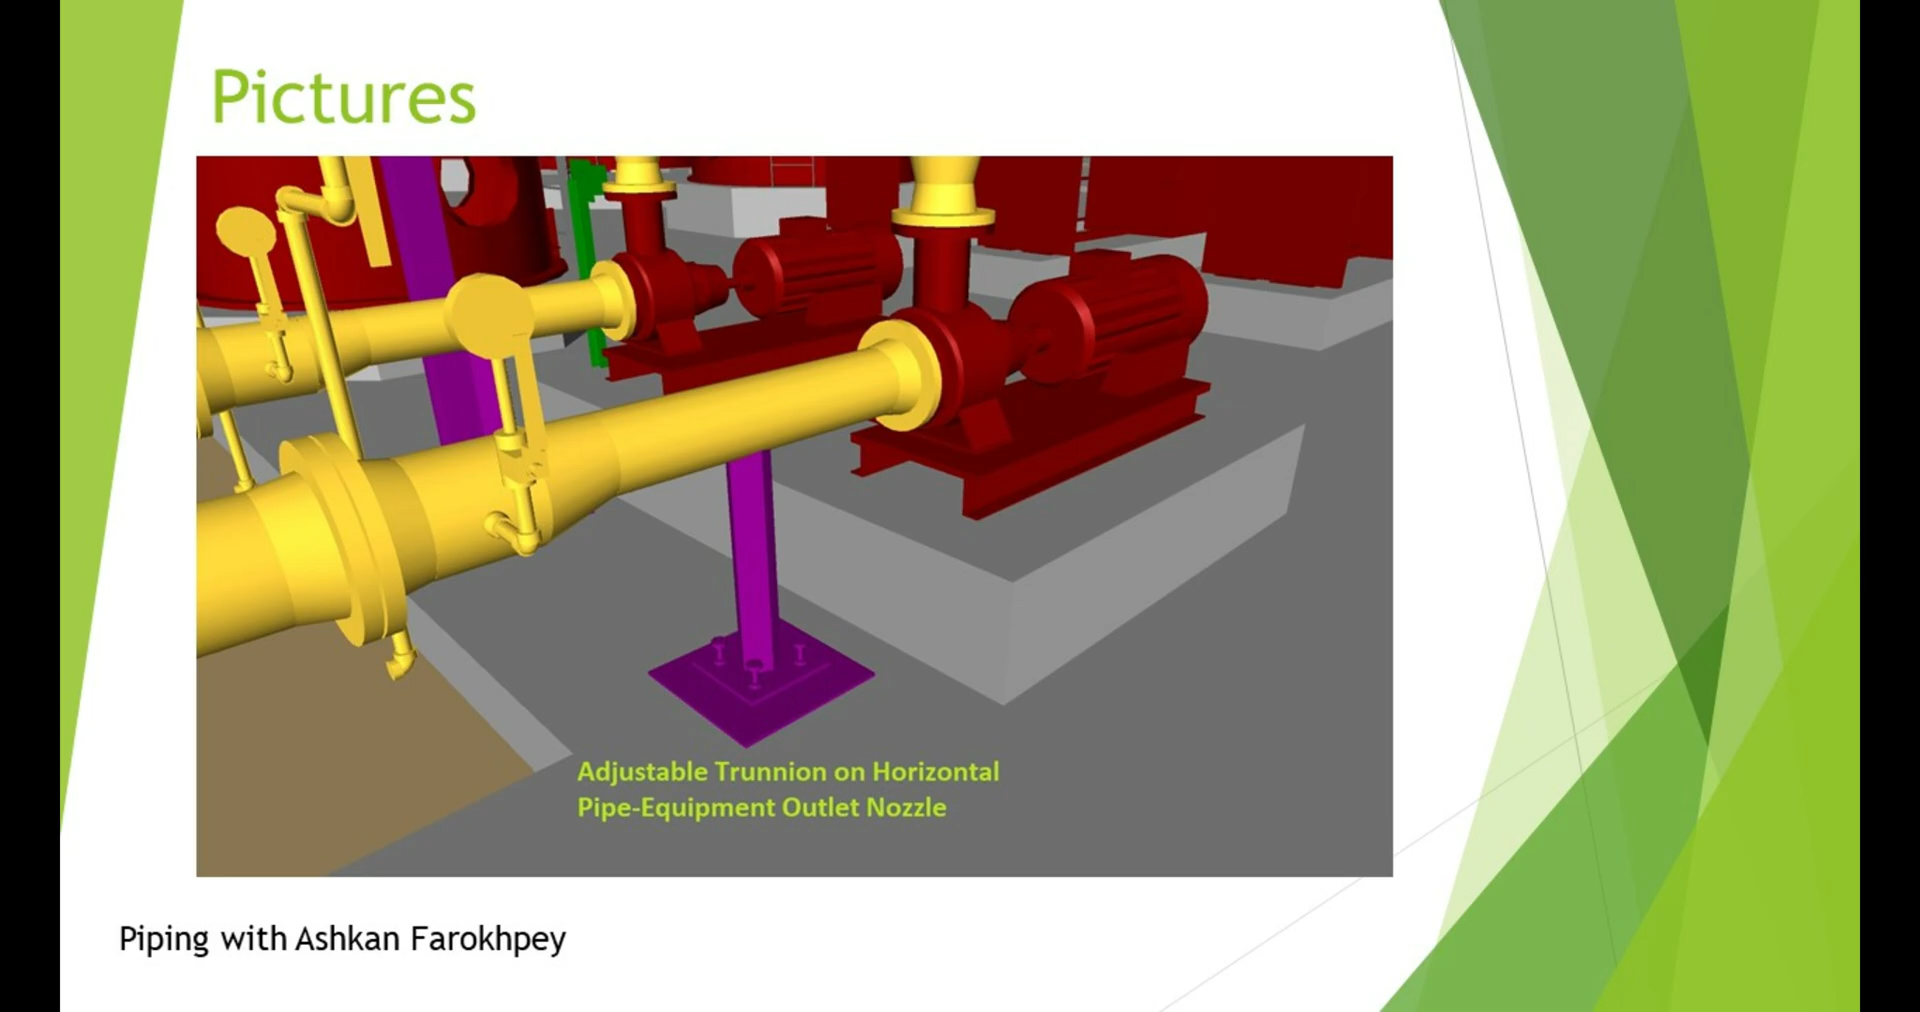 Pictures
Adjustable Trunnion on Horizontal
Pipe-Equipment Outlet Nozzle
Piping with Ashkan Farokhpey